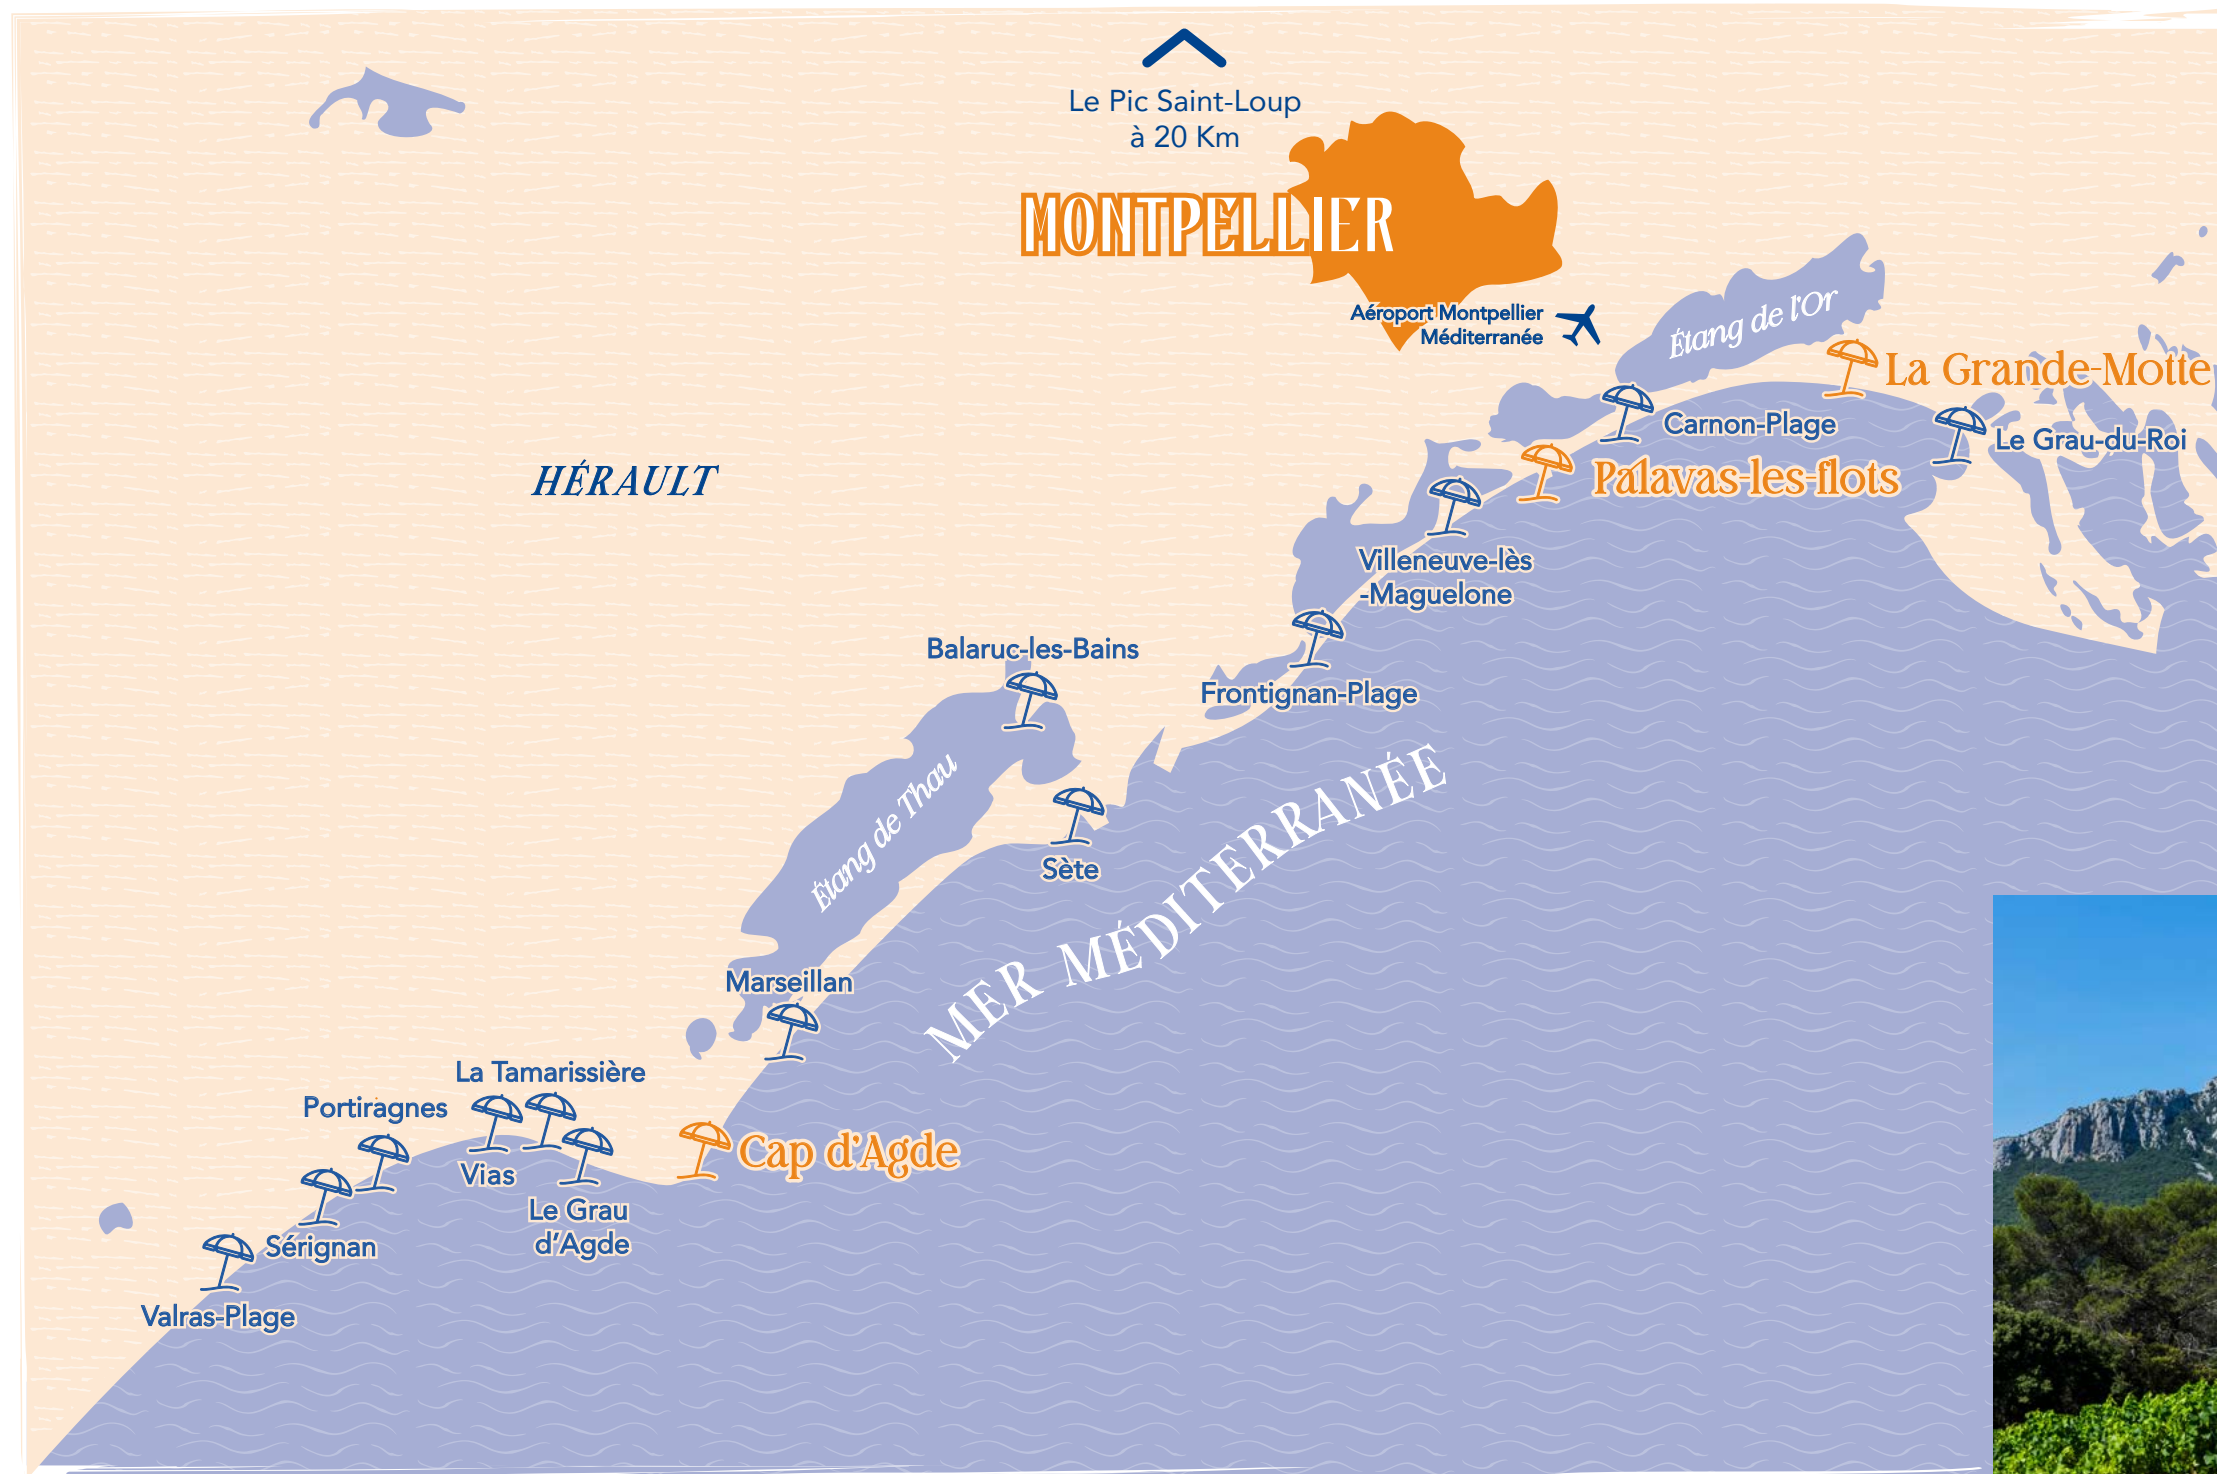 Le Pic Saint-Loup
à 20 Km
MONTPELLIER
Aéroport Montpellier
Méditerranée
Étang de l'Or
La Grande-Motte
Carnon-Plage
Le Grau-du-Roi
Palavas-les-flots
HÉRAULT
Villeneuve-lès
-Maguelone
Balaruc-les-Bains
Frontignan-Plage
Étang de Thau
Sète
MER MÉDITERRANÉE
Marseillan
La Tamarissière
Portiragnes
Cap d'Agde
Vias
Le Grau
d'Agde
Sérignan
Valras-Plage